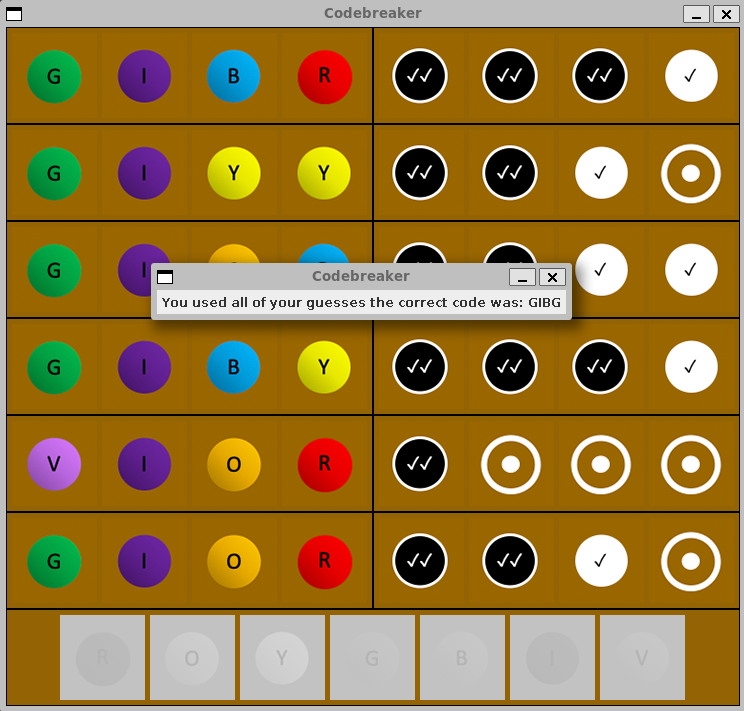 Codebreaker
G I B R ✓✓ ✓✓ ✓✓ ✓
G I Y Y ✓✓ ✓✓ ✓
G I ✓ ✓
Codebreaker
You used all of your guesses the correct code was: GIBG
G I B Y ✓✓ ✓✓ ✓✓ ✓
V I O R ✓✓
G I O R ✓✓ ✓✓ ✓
R O Y G B I V